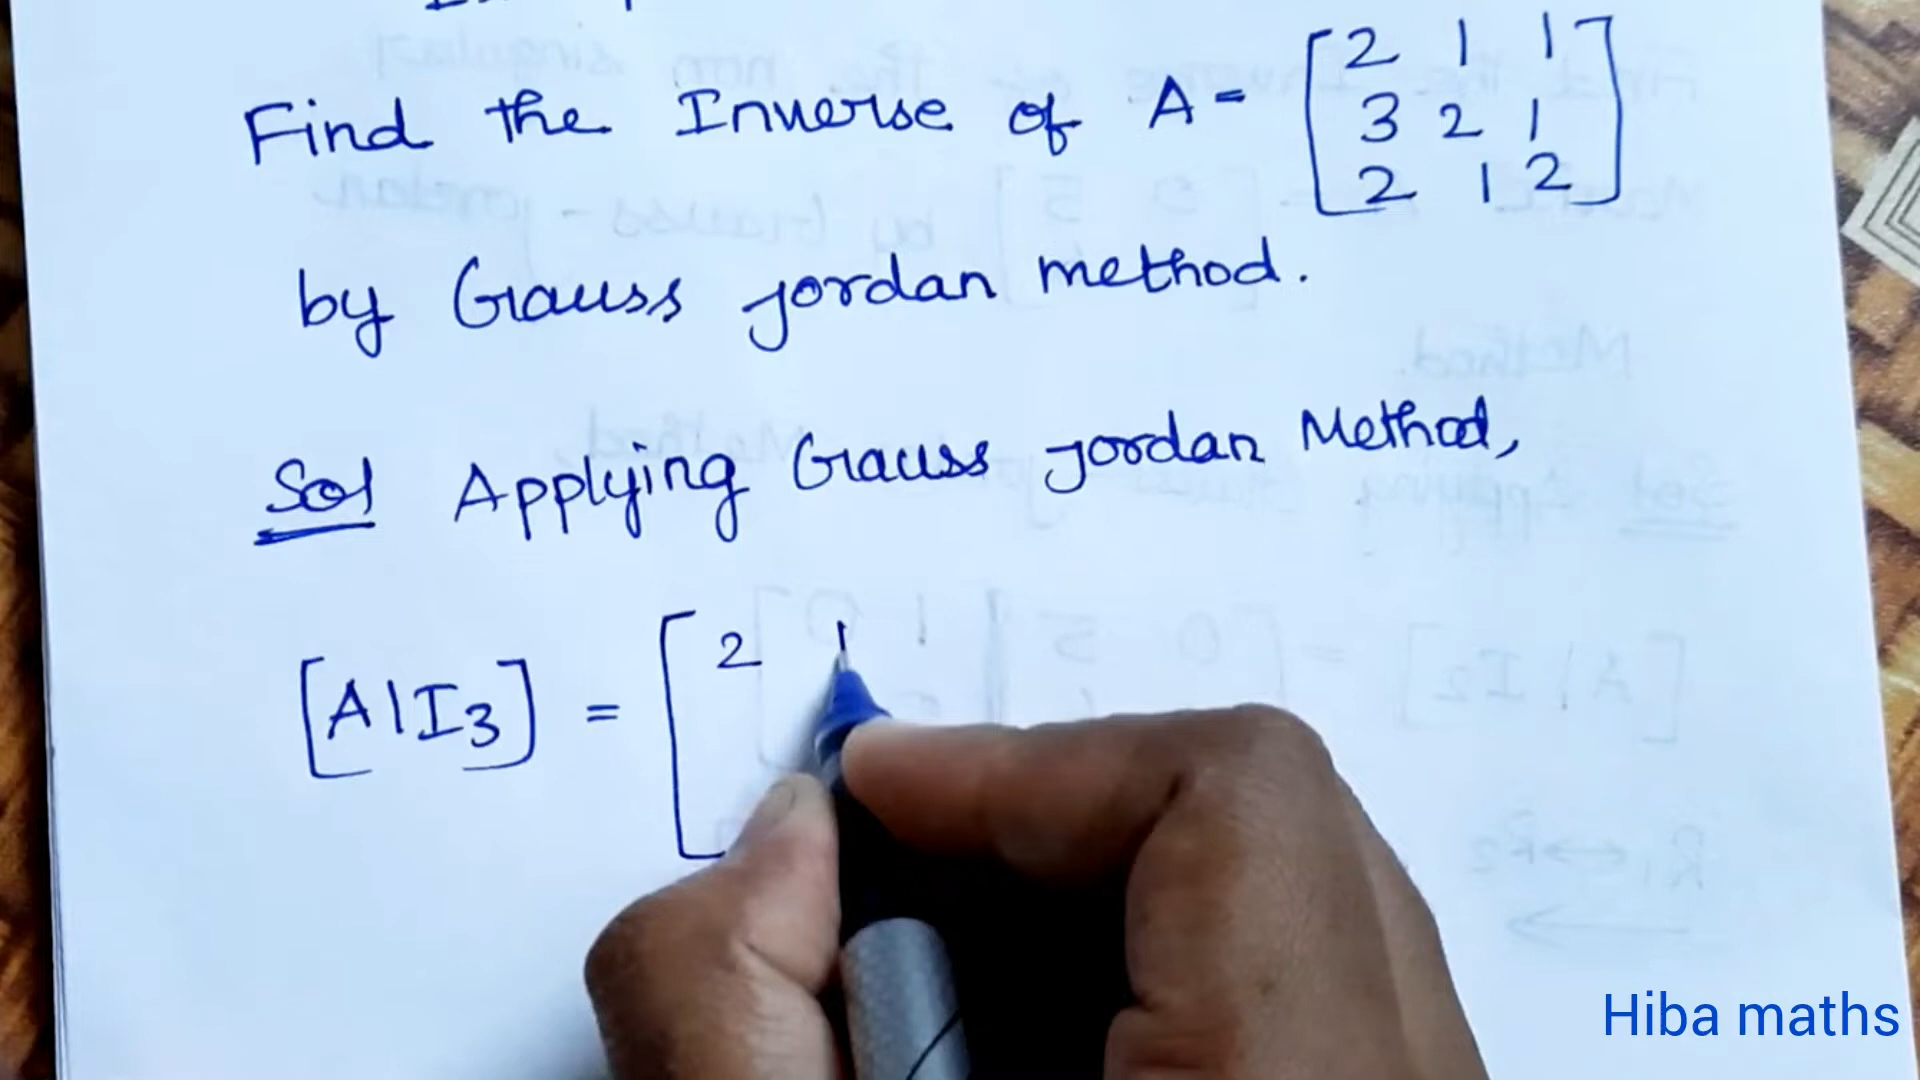 Find the Inverse of A = [2 1 1
3 2 1
2 1 2]
by Gauss jordan method.
Sol Applying Gauss jordan Method,
[A|I3] = [2 1
Hiba maths